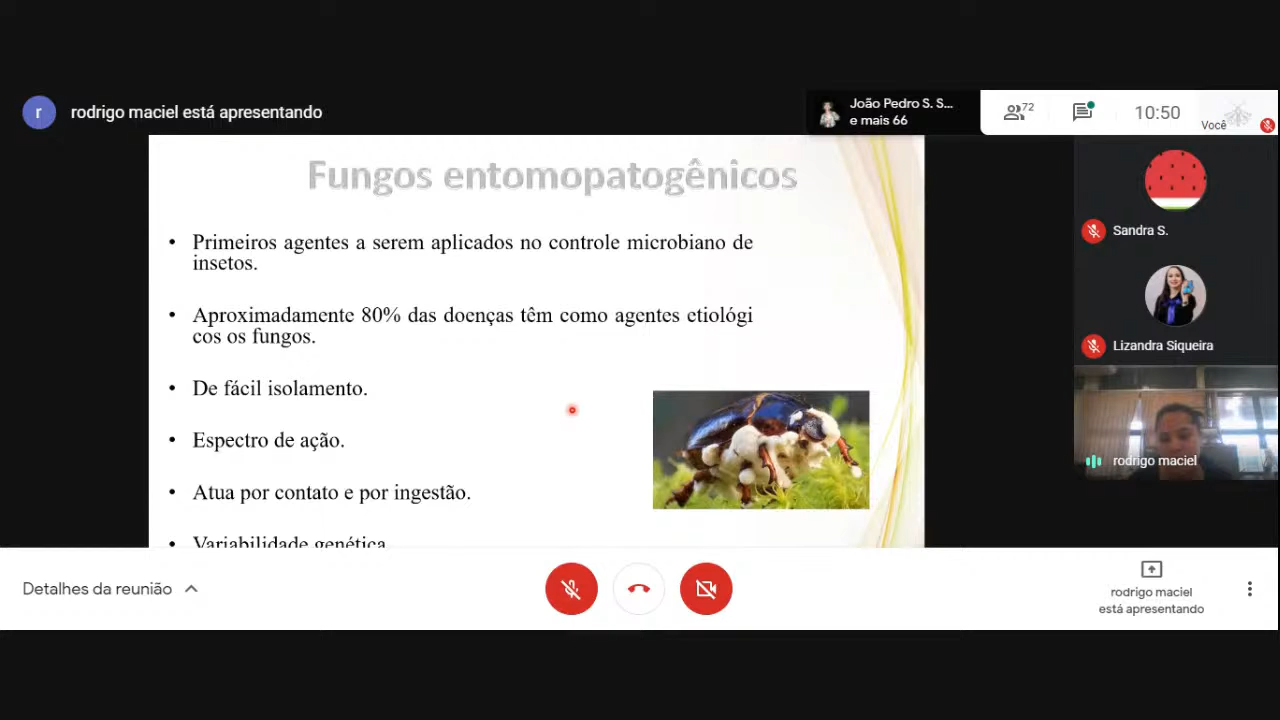 r
rodrigo maciel está apresentando
João Pedro S. S...
e mais 66
72
10:50
Você
Fungos entomopatogênicos
• Primeiros agentes a serem aplicados no controle microbiano de
insetos.
• Aproximadamente 80% das doenças têm como agentes etiológi
cos os fungos.
• De fácil isolamento.
• Espectro de ação.
• Atua por contato e por ingestão.
• Variabilidade genética
Sandra S.
Lizandra Siqueira
rodrigo maciel
Detalhes da reunião
rodrigo maciel
está apresentando